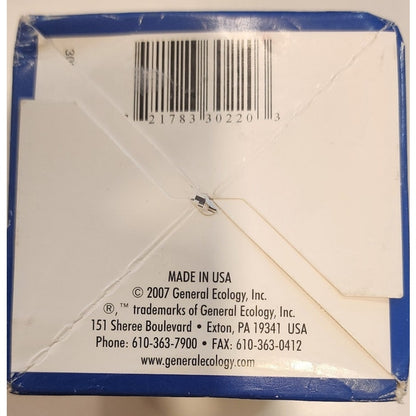 21783 30220 3
MADE IN USA
© 2007 General Ecology, Inc.
®,™ trademarks of General Ecology, Inc.
151 Sheree Boulevard • Exton, PA 19341 USA
Phone: 610-363-7900 • FAX: 610-363-0412
www.generalecology.com